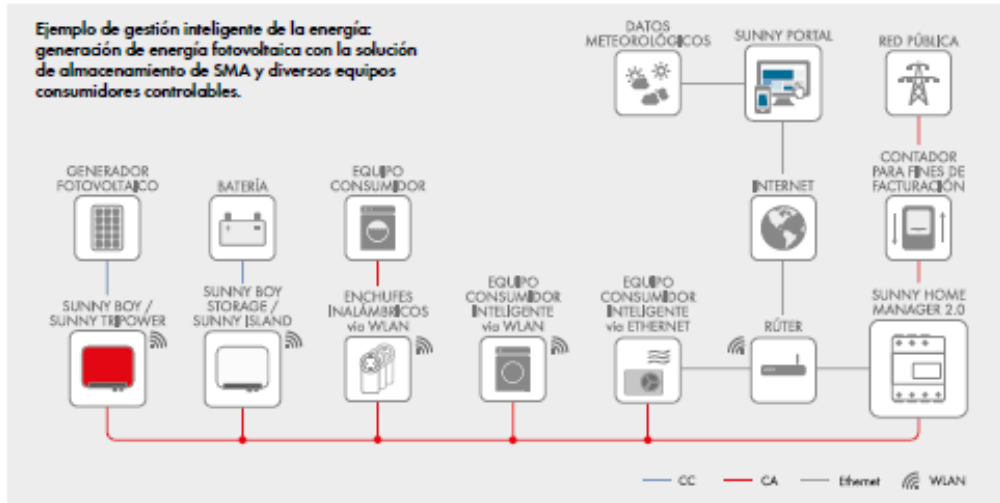 Ejemplo de gestión inteligente de la energía:
generación de energía fotovoltaica con la solución
de almacenamiento de SMA y diversos equipos
consumidores controlables.
DATOS
METEOROLÓGICOS
SUNNY PORTAL
RED PÚBLICA
GENERADOR
FOTOVOLTAICO
BATERÍA
EQUIPO
CONSUMIDOR
INTERNET
CONTADOR
PARA FINES DE
FACTURACIÓN
SUNNY BOY /
SUNNY TRIPOWER
SUNNY BOY
STORAGE /
SUNNY ISLAND
ENCHUFES
INALÁMBRICOS
via WLAN
EQUIPO
CONSUMIDOR
INTELIGENTE
via WLAN
EQUIPO
CONSUMIDOR
INTELIGENTE
via ETHERNET
RÚTER
SUNNY HOME
MANAGER 2.0
CC
CA
Ethernet
WLAN